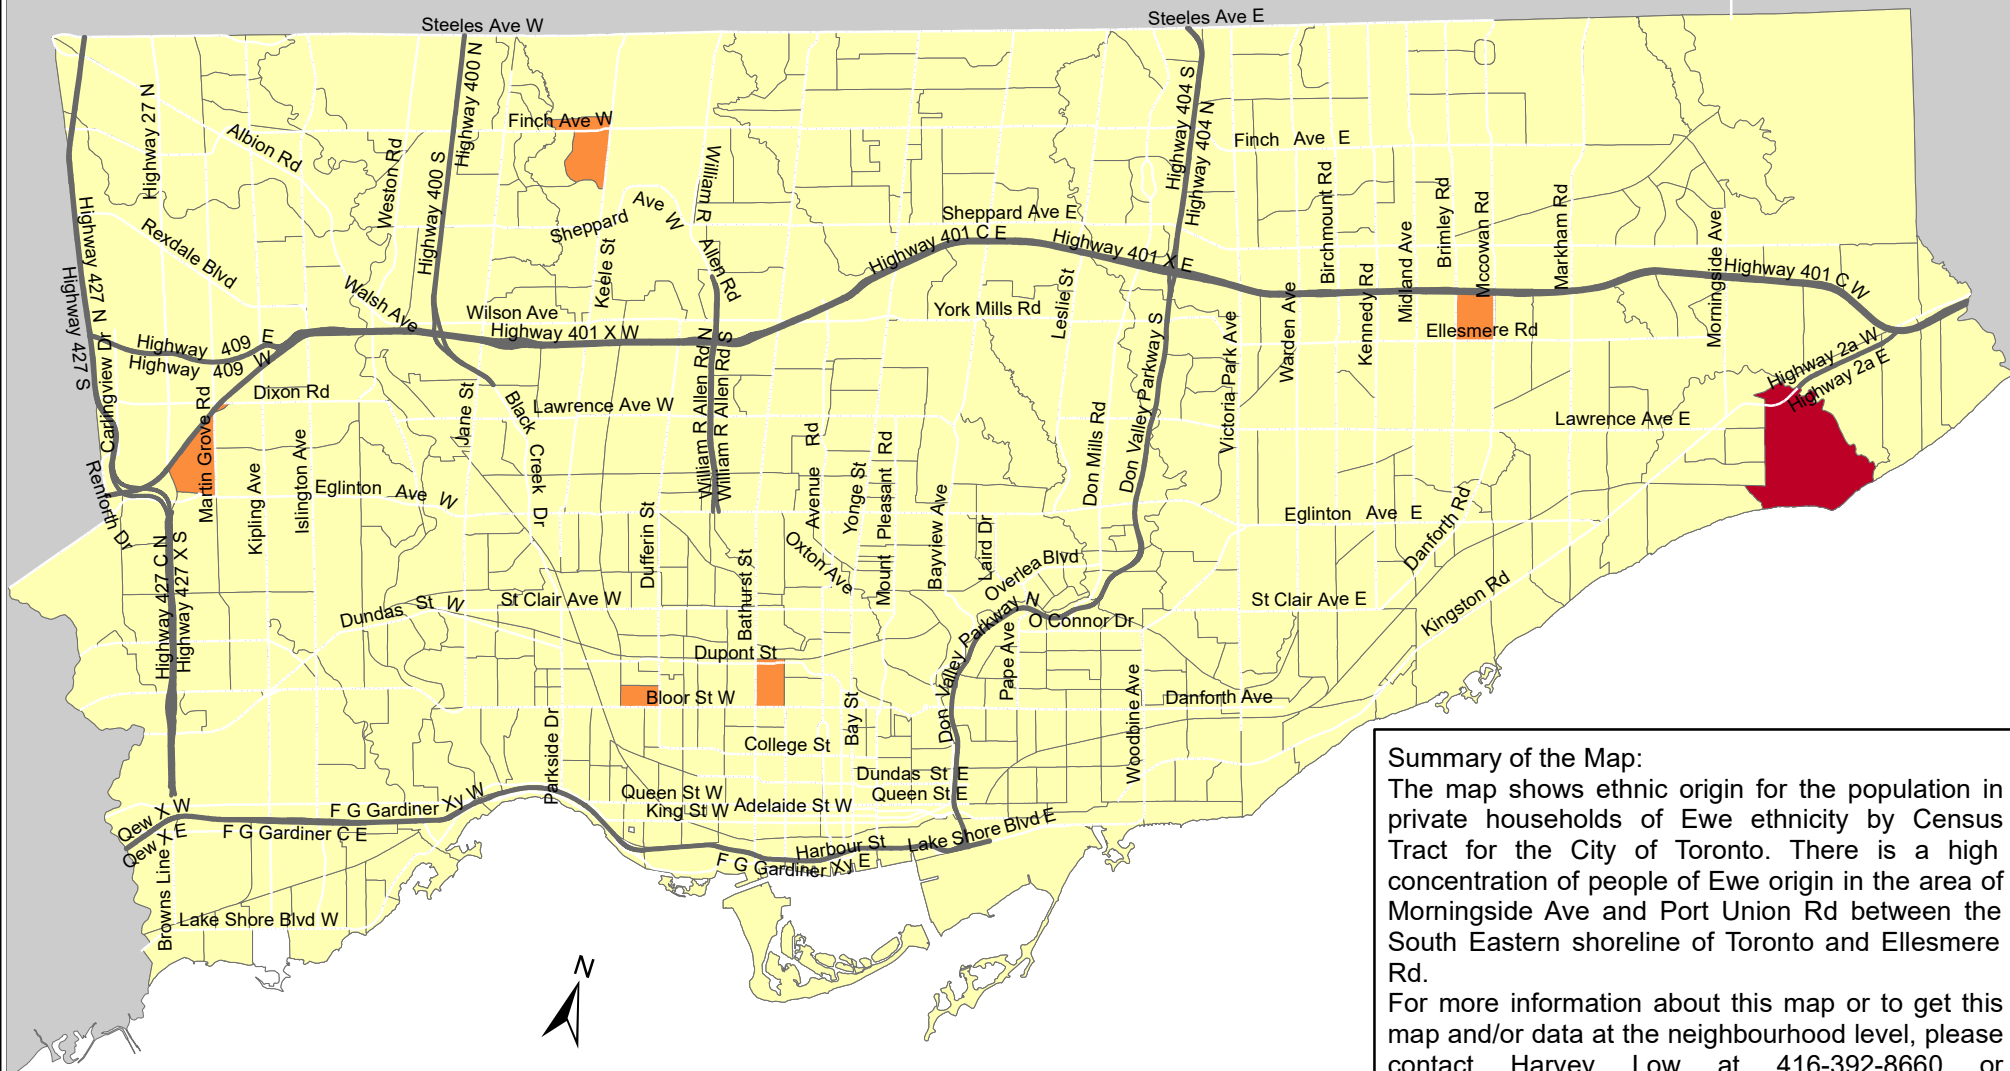 Steeles Ave W
Steeles Ave E
Highway 27 N
Albion Rd
Weston Rd
Highway 400 N
Highway 400 S
Finch Ave W
William R Allen Rd
Highway 404 S
Highway 404 N
Finch Ave E
Birchmount Rd
Brimley Rd
Mccowan Rd
Markham Rd
Morningside Ave
Midland Ave
Kennedy Rd
Warden Ave
Victoria Park Ave
Sheppard Ave W
Sheppard Ave E
Keele St
Highway 427 N
Highway 427 S
Rexdale Blvd
Walsh Ave
Wilson Ave
Highway 401 X W
Highway 401 C E
Highway 401 X E
Highway 401 C W
York Mills Rd
Leslie St
Ellesmere Rd
Highway 409 E
Highway 409 W
Carlingview Dr
Martin Grove Rd
Dixon Rd
Jane St
Black Creek Dr
Lawrence Ave W
William R Allen Rd N
William R Allen Rd S
Don Valley Parkway S
Don Mills Rd
Highway 2a W
Highway 2a E
Lawrence Ave E
Renforth Dr
Kipling Ave
Islington Ave
Eglinton Ave W
Dufferin St
Avenue Rd
Yonge St
Mount Pleasant Rd
Bayview Ave
Laird Dr
Eglinton Ave E
Danforth Rd
Highway 427 C N
Highway 427 X S
Bathurst St
Oxton Ave
Overlea Blvd
Dundas St W
St Clair Ave W
St Clair Ave E
Kingston Rd
Don Valley Parkway N
O Connor Dr
Pape Ave
Dupont St
Bloor St W
Danforth Ave
Woodbine Ave
Parkside Dr
Bay St
College St
Dundas St E
Queen St E
Queen St W
King St W
Adelaide St W
Qew X W
Qew X E
F G Gardiner Xy W
F G Gardiner C E
Harbour St
Lake Shore Blvd E
F G Gardiner Xy E
Browns Line
Lake Shore Blvd W
N
Summary of the Map:
The map shows ethnic origin for the population in
private households of Ewe ethnicity by Census
Tract for the City of Toronto. There is a high
concentration of people of Ewe origin in the area of
Morningside Ave and Port Union Rd between the
South Eastern shoreline of Toronto and Ellesmere
Rd.
For more information about this map or to get this
map and/or data at the neighbourhood level, please
contact Harvey Low at 416-392-8660 or